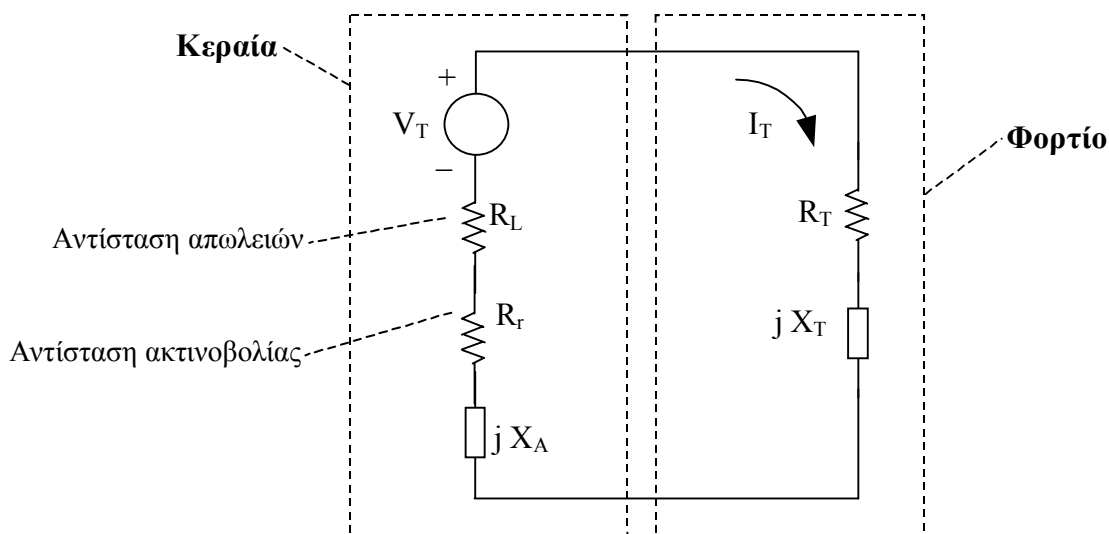 Κεραία
+
V_T
−
R_L
Αντίσταση απωλειών
R_r
Αντίσταση ακτινοβολίας
j X_A
I_T
Φορτίο
R_T
j X_T